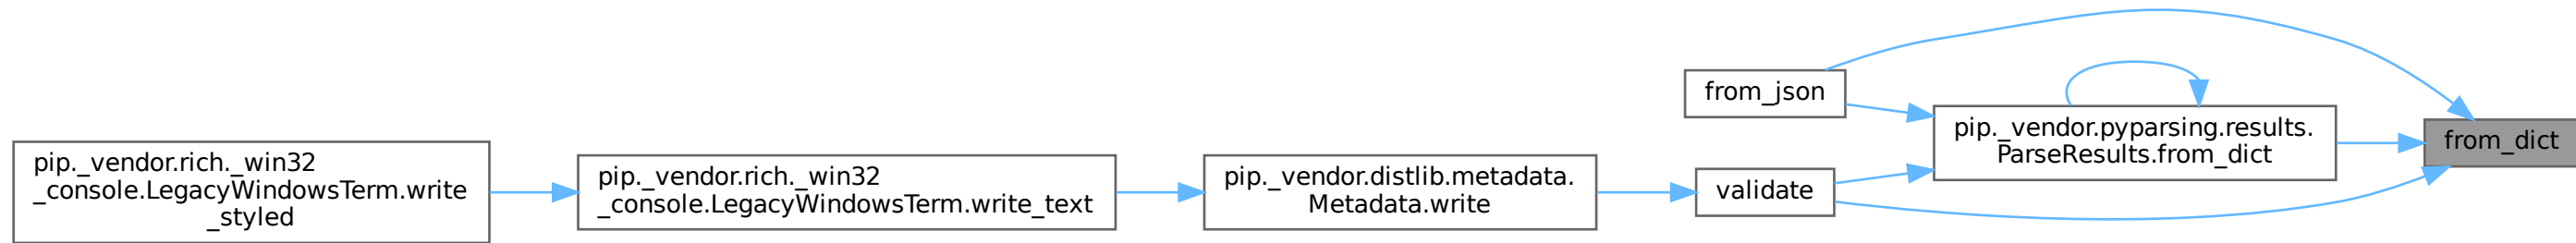 pip._vendor.rich._win32
_console.LegacyWindowsTerm.write
_styled
pip._vendor.rich._win32
_console.LegacyWindowsTerm.write_text
pip._vendor.distlib.metadata.
Metadata.write
from_json
validate
pip._vendor.pyparsing.results.
ParseResults.from_dict
from_dict